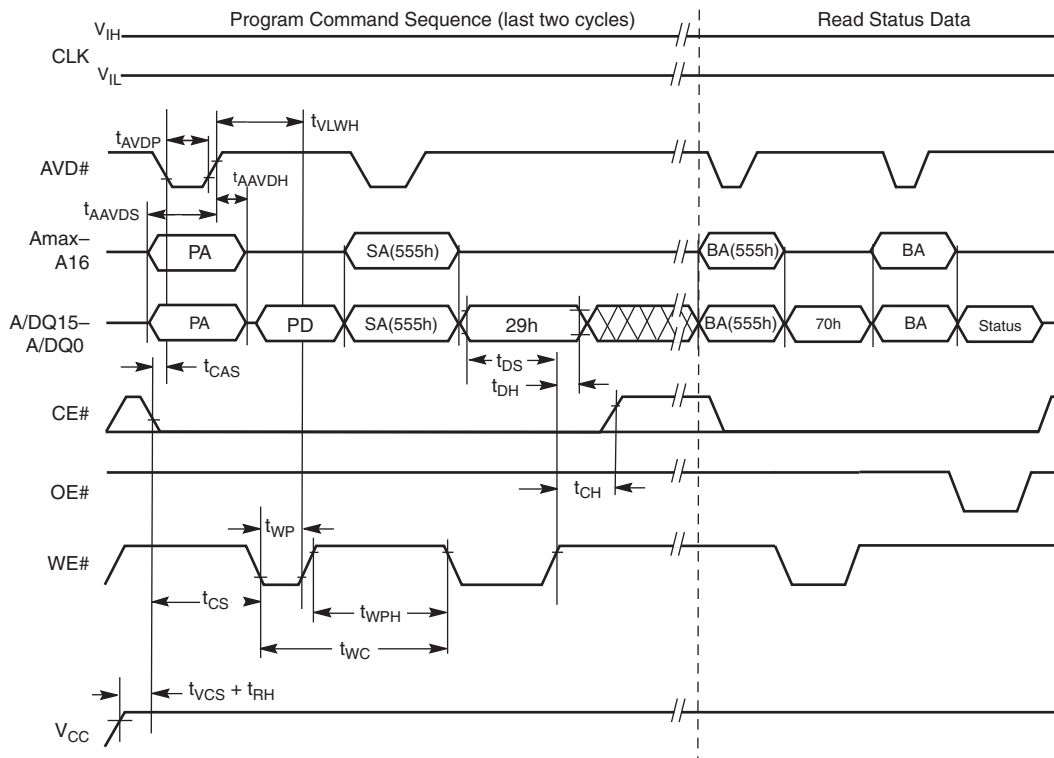 Program Command Sequence (last two cycles) Read Status Data
VIH
CLK
VIL
tAVDP tVLWH
AVD#
tAAVDH
tAAVDS
Amax–
A16
PA SA(555h) BA(555h) BA
A/DQ15–
A/DQ0
PA PD SA(555h) 29h BA(555h) 70h BA Status
tCAS tDS
tDH
CE#
OE#
tCH
tWP
WE#
tCS tWPH
tWC
tVCS + tRH
VCC